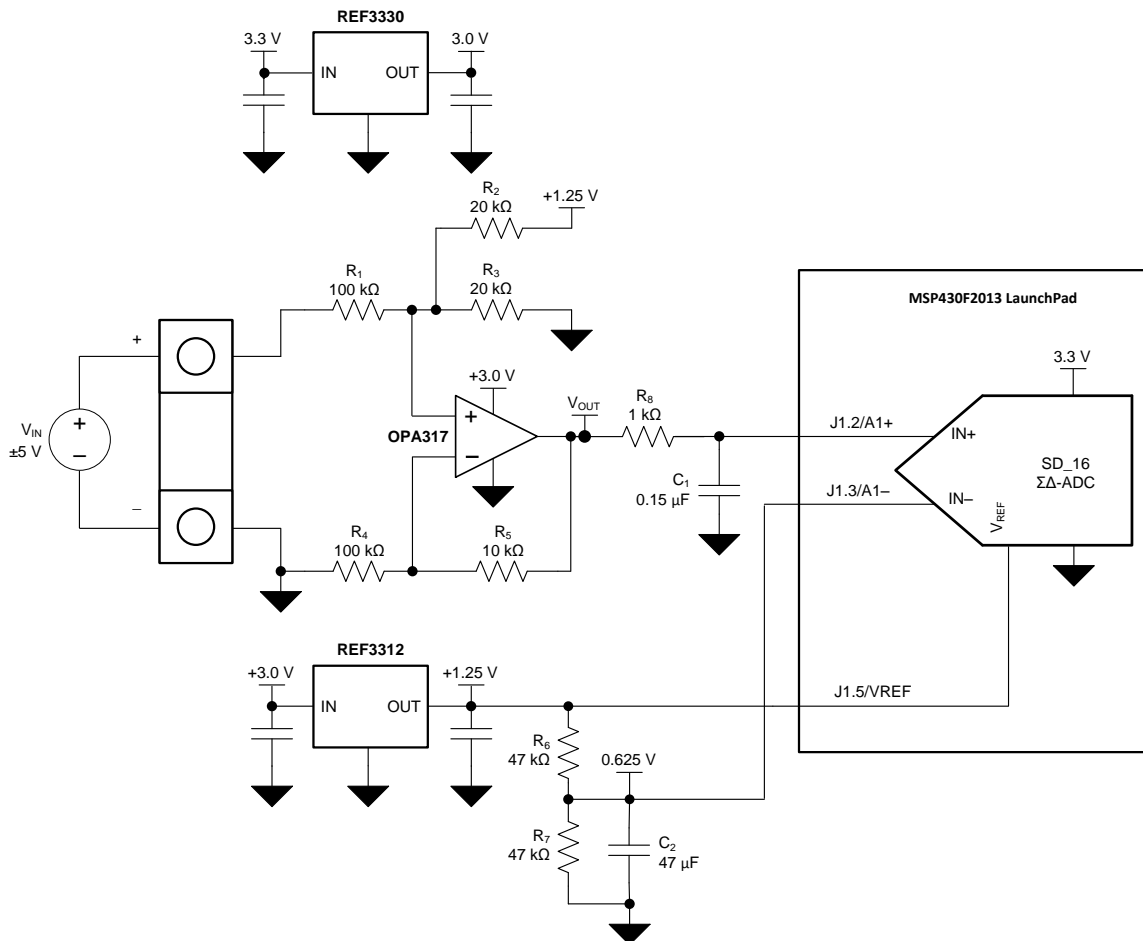 REF3330
3.3 V
3.0 V
IN
OUT
R2
20 kΩ
+1.25 V
R1
100 kΩ
R3
20 kΩ
MSP430F2013 LaunchPad
+
+3.0 V
3.3 V
VIN
±5 V
+
−
OPA317
+
−
VOUT
R8
1 kΩ
J1.2/A1+
IN+
SD_16
ΣΔ-ADC
C1
0.15 µF
J1.3/A1−
IN−
VREF
−
R4
100 kΩ
R5
10 kΩ
REF3312
+3.0 V
+1.25 V
IN
OUT
J1.5/VREF
R6
47 kΩ
0.625 V
R7
47 kΩ
C2
47 µF